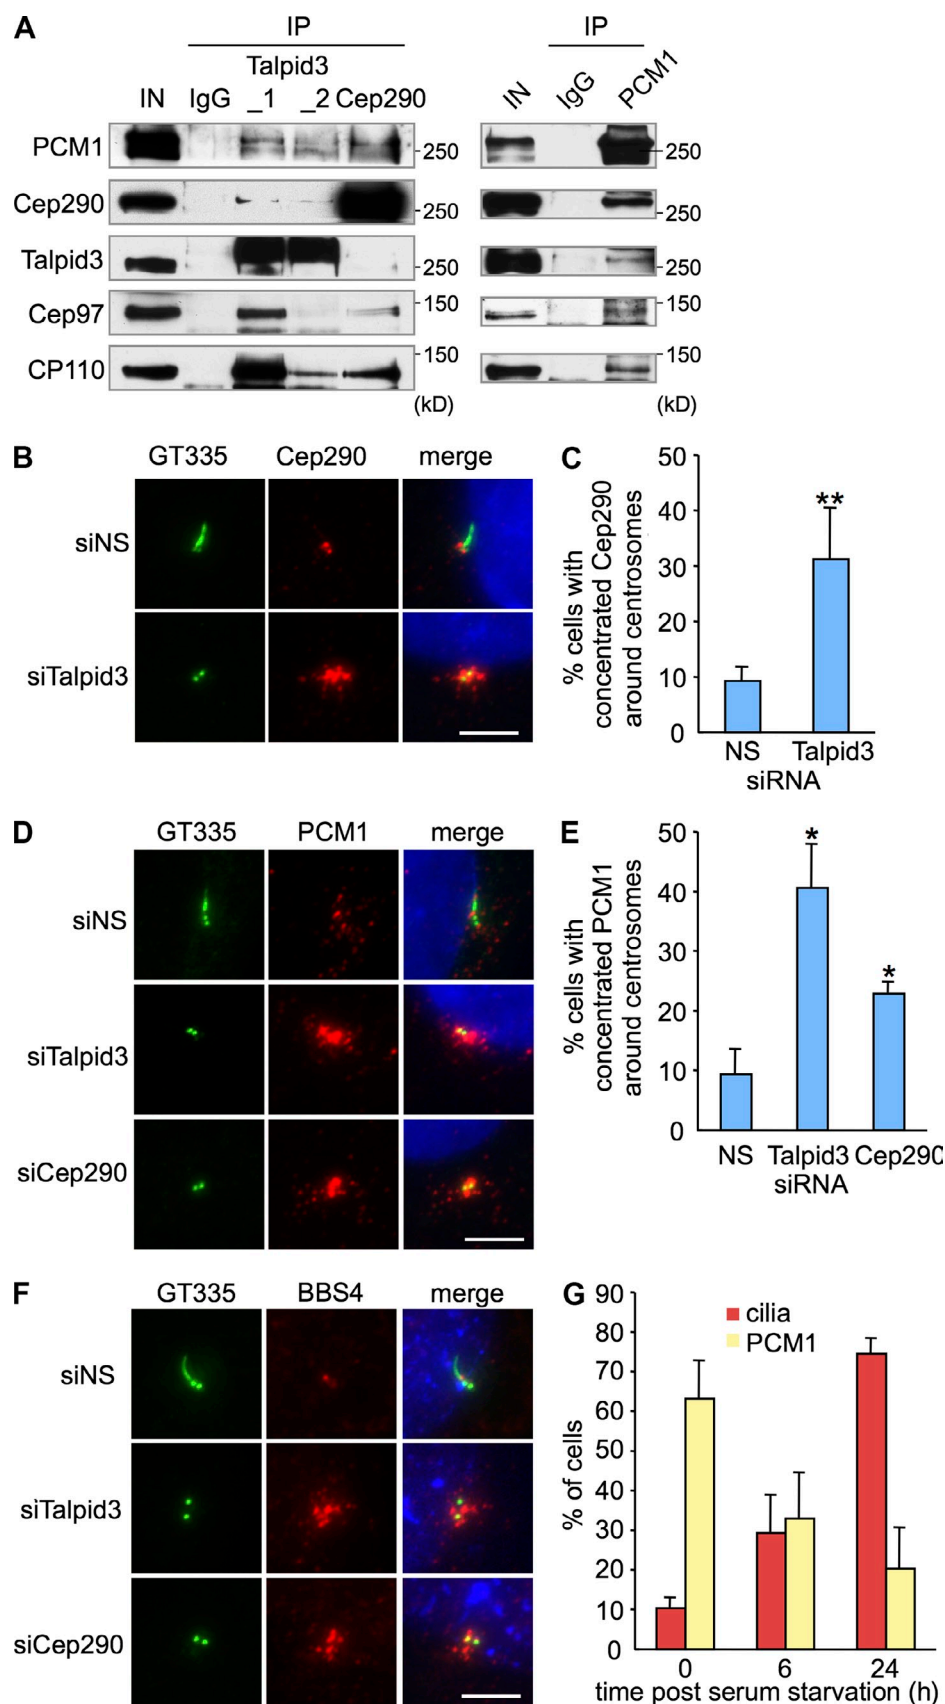 A
IP
IP
Talpid3
IN IgG _1 _2 Cep290
IN IgG PCM1
PCM1
250
250
Cep290
250
250
Talpid3
250
250
Cep97
150
150
CP110
150
150
(kD)
(kD)
B
GT335 Cep290 merge
siNS
siTalpid3
C
% cells with
concentrated Cep290
around centrosomes
50
40
30
20
10
0
**
NS Talpid3
siRNA
D
GT335 PCM1 merge
siNS
siTalpid3
siCep290
E
% cells with
concentrated PCM1
around centrosomes
50
40
30
20
10
0
*
*
NS Talpid3 Cep290
siRNA
F
GT335 BBS4 merge
siNS
siTalpid3
siCep290
G
% of cells
90
80
70
60
50
40
30
20
10
0
cilia
PCM1
0 6 24
time post serum starvation (h)